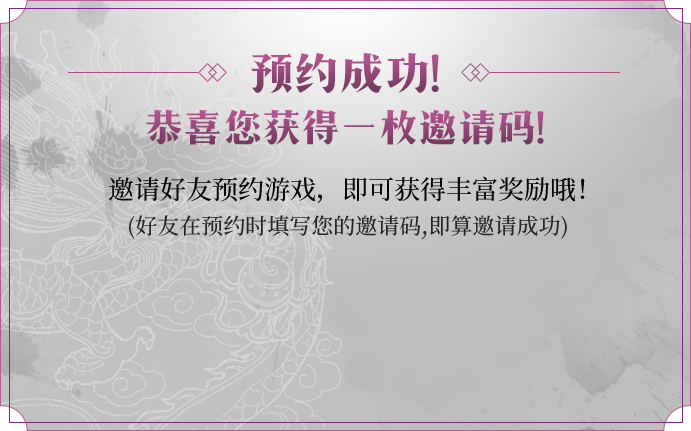 预约成功!
恭喜您获得一枚邀请码!
邀请好友预约游戏，即可获得丰富奖励哦!
(好友在预约时填写您的邀请码,即算邀请成功)